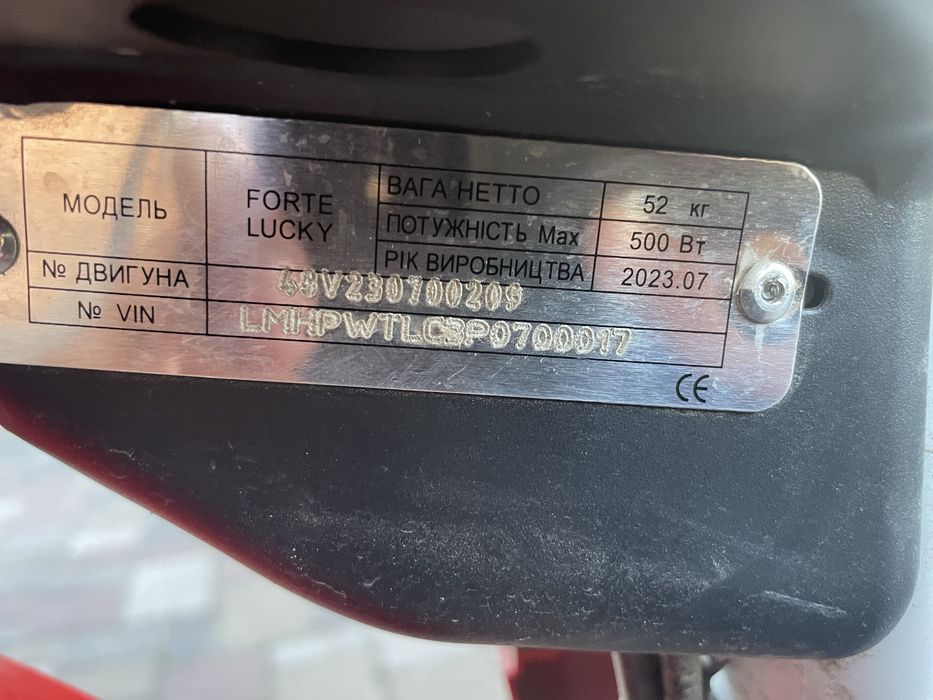 МОДЕЛЬ
FORTE
LUCKY
ВАГА НЕТТО
52 кг
ПОТУЖНІСТЬ Max
500 Вт
РІК ВИРОБНИЦТВА
2023.07
№ ДВИГУНА
48V230700209
№ VIN
LMHPWTLC3P0700017
CE